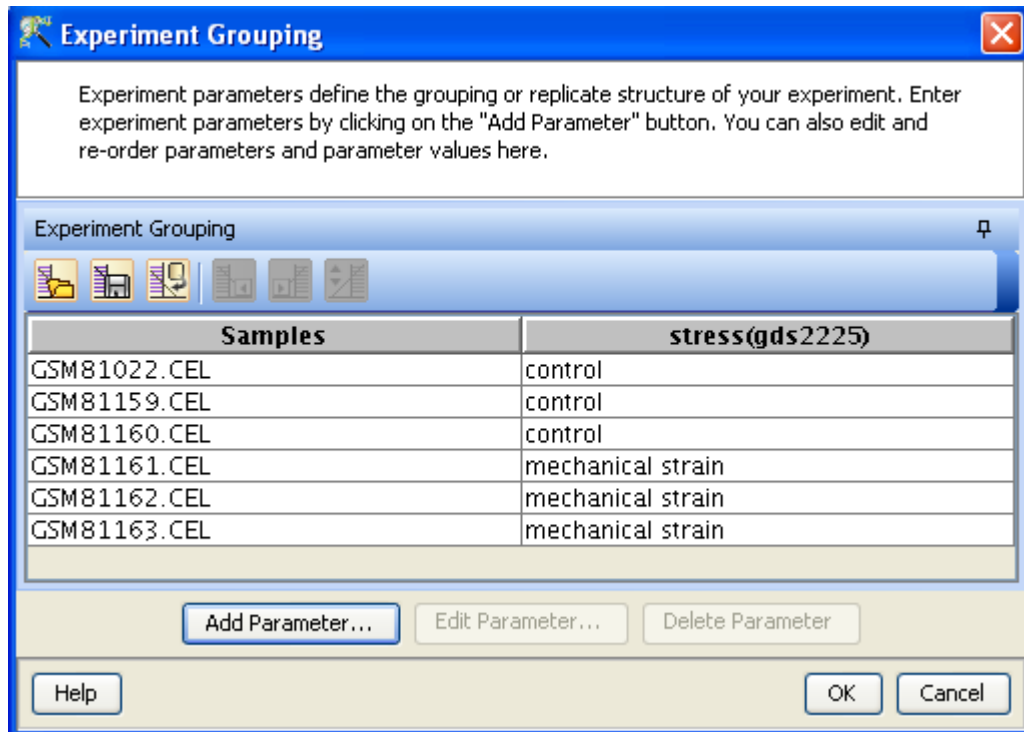 Experiment Grouping
Experiment parameters define the grouping or replicate structure of your experiment. Enter
experiment parameters by clicking on the "Add Parameter" button. You can also edit and
re-order parameters and parameter values here.
Experiment Grouping
Samples stress(gds2225)
GSM81022.CEL control
GSM81159.CEL control
GSM81160.CEL control
GSM81161.CEL mechanical strain
GSM81162.CEL mechanical strain
GSM81163.CEL mechanical strain
Add Parameter... Edit Parameter... Delete Parameter
Help OK Cancel